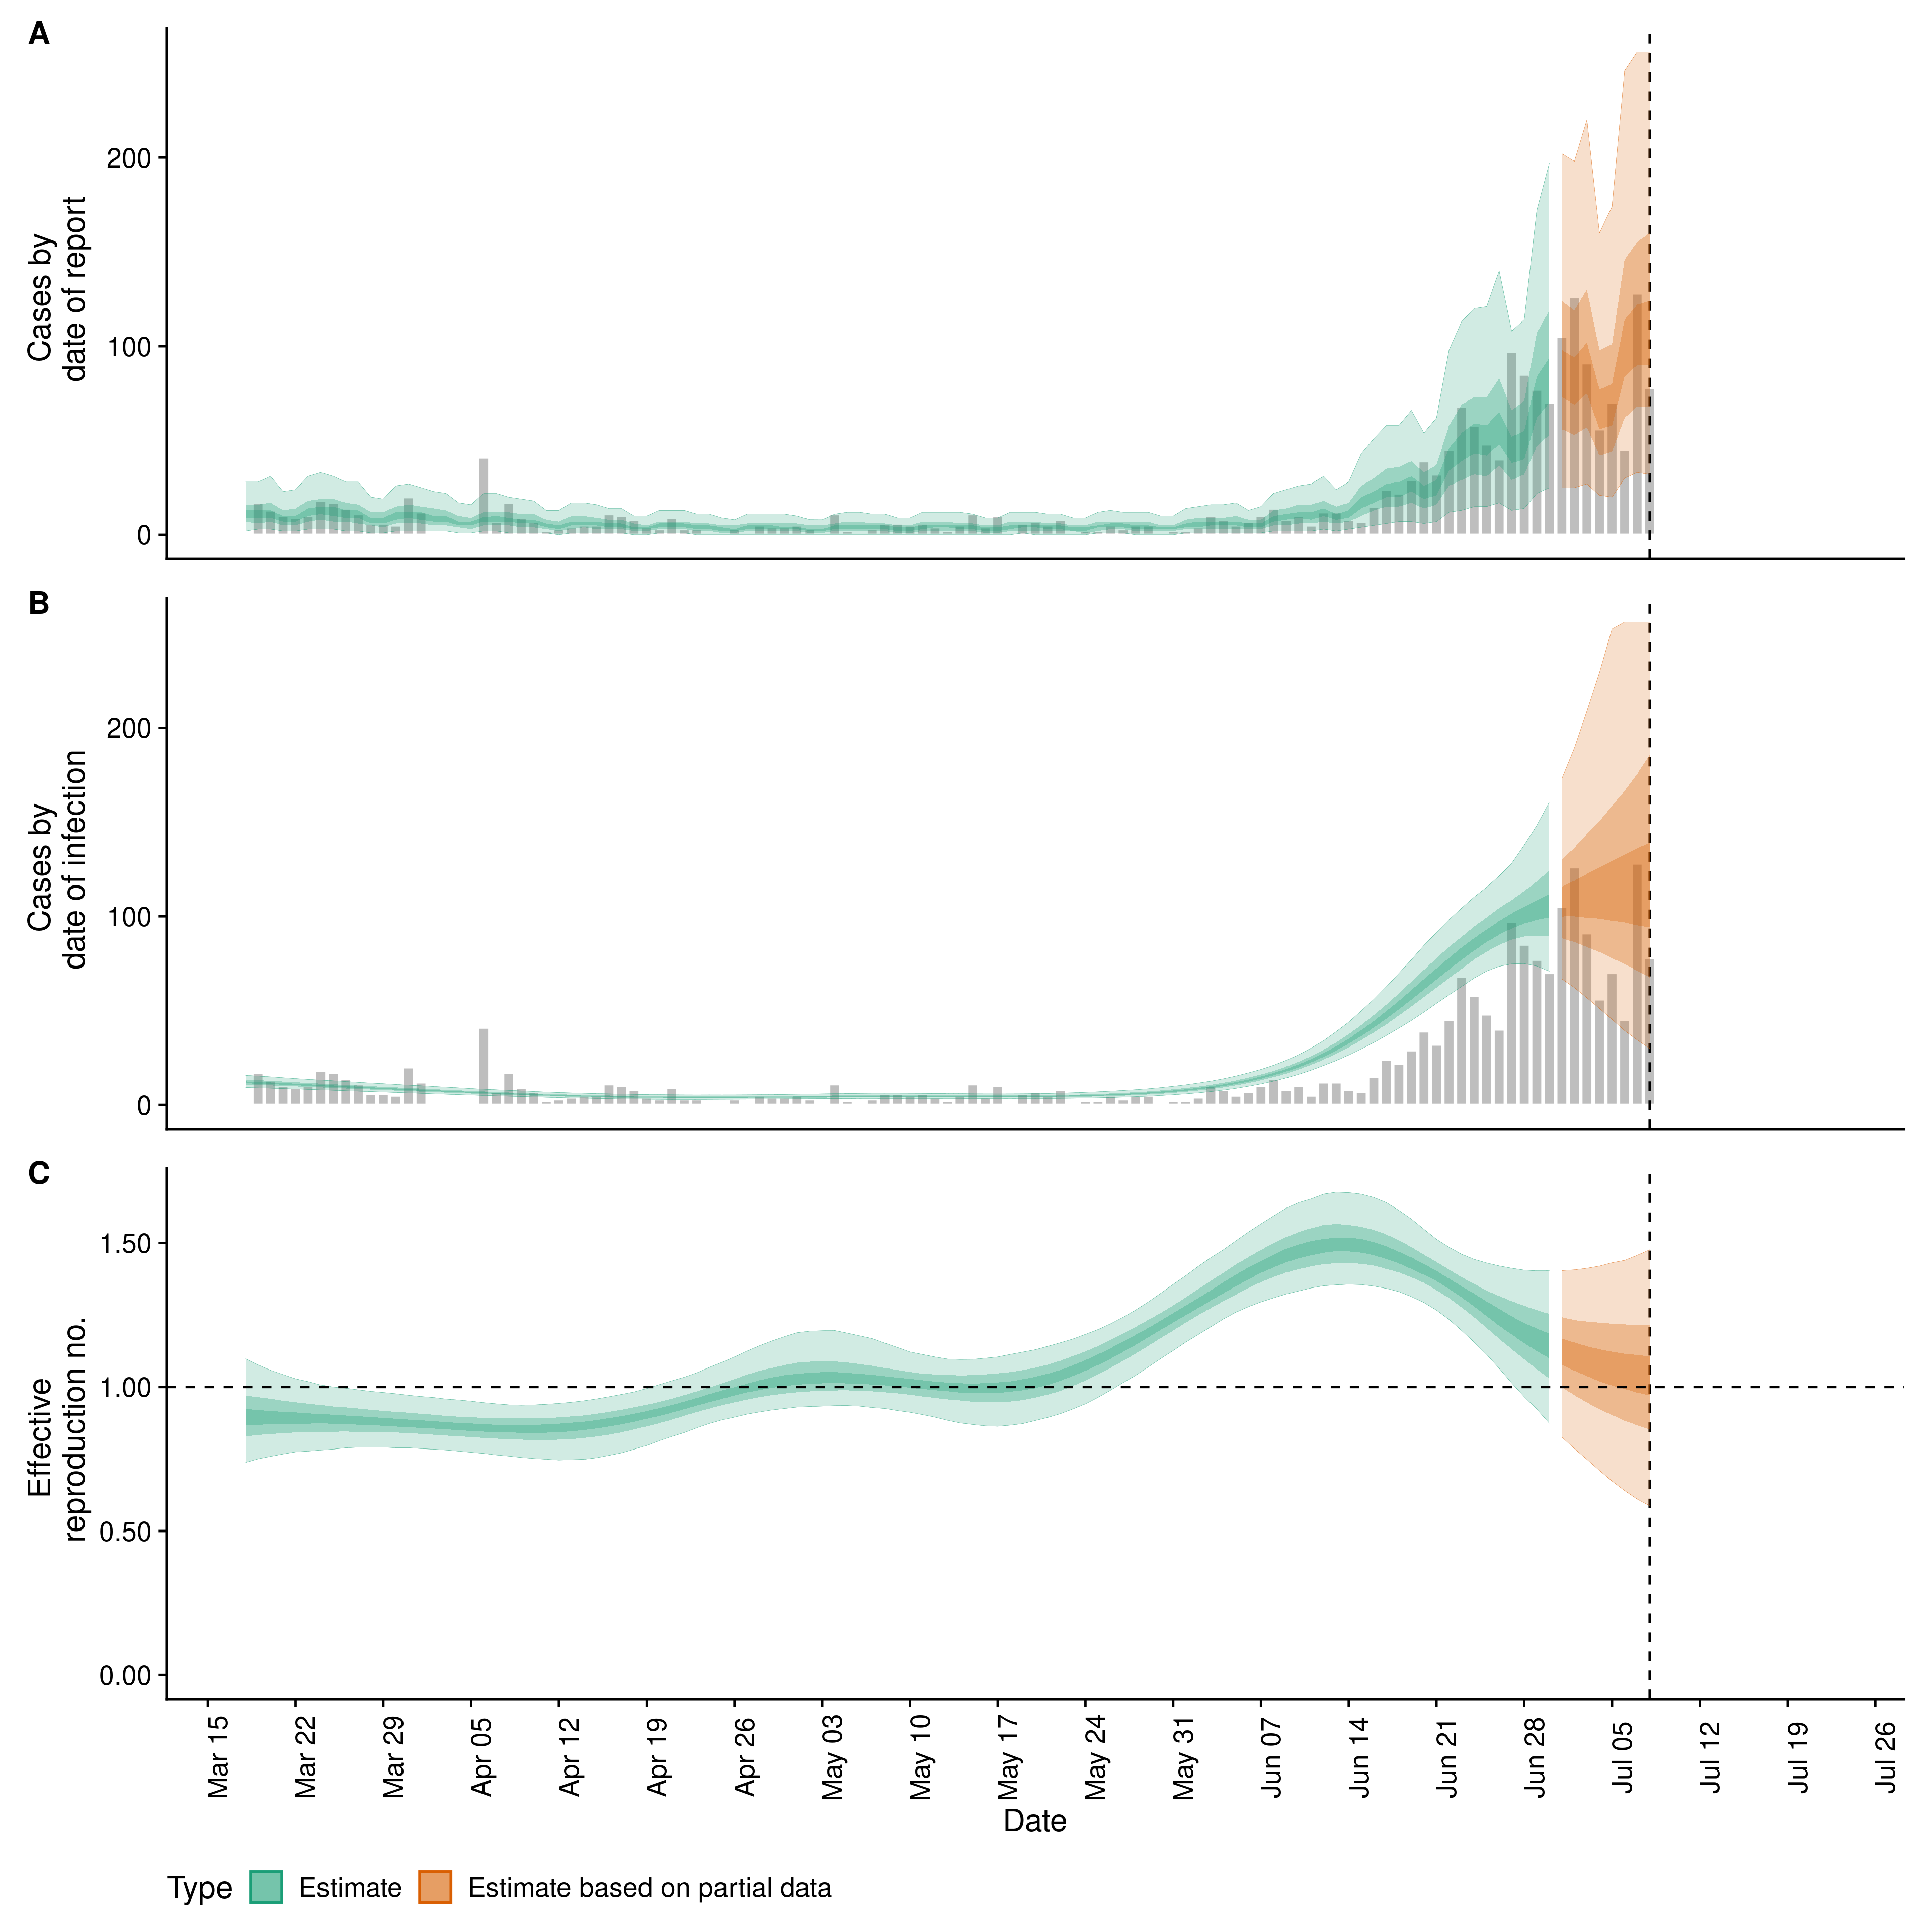 A
Cases by
date of report
200
100
0
B
Cases by
date of infection
200
100
0
C
Effective
reproduction no.
1.50
1.00
0.50
0.00
Mar 15
Mar 22
Mar 29
Apr 05
Apr 12
Apr 19
Apr 26
May 03
May 10
May 17
May 24
May 31
Jun 07
Jun 14
Jun 21
Jun 28
Jul 05
Jul 12
Jul 19
Jul 26
Date
Type Estimate Estimate based on partial data